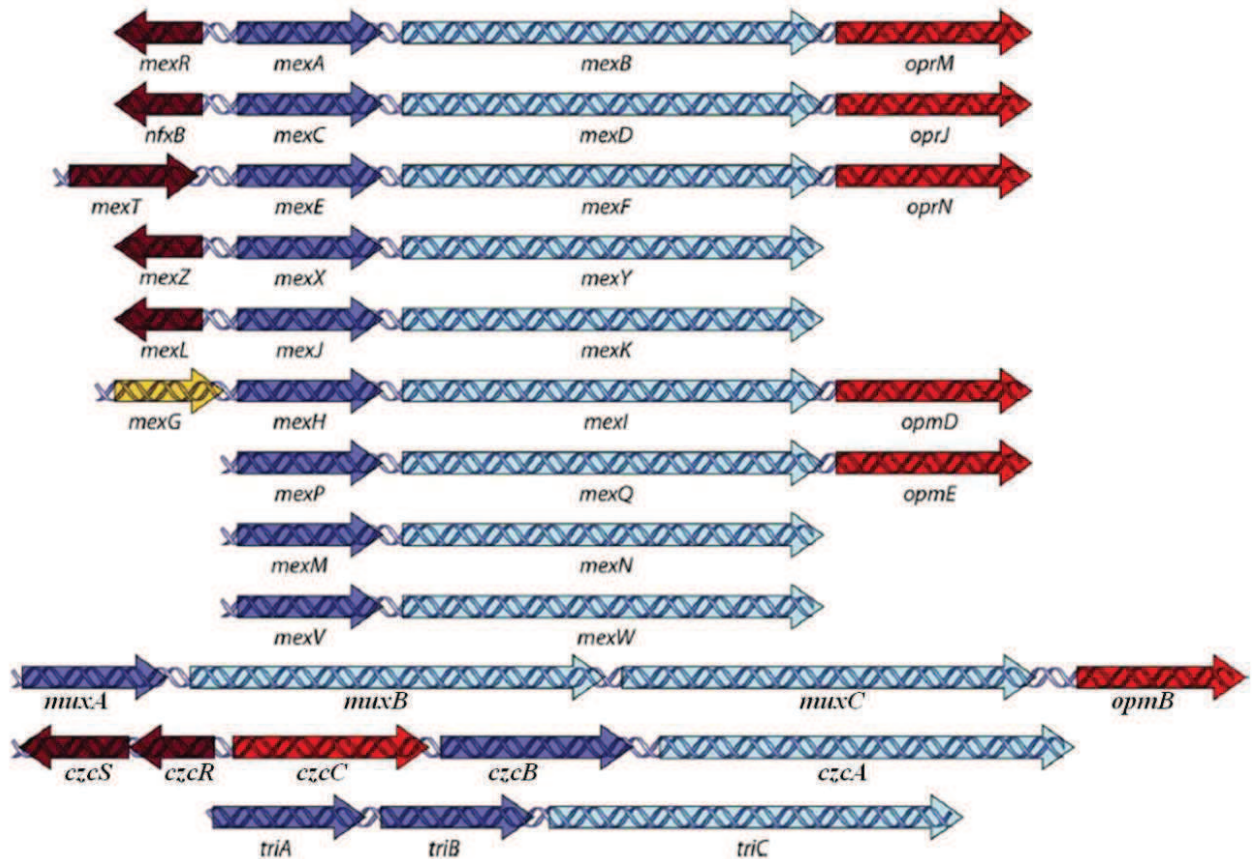 mexR mexA mexB oprM
nfxB mexC mexD oprJ
mexT mexE mexF oprN
mexZ mexX mexY
mexL mexJ mexK
mexG mexH mexI opmD
mexP mexQ opmE
mexM mexN
mexV mexW
muxA muxB muxC opmB
czcS czcR czcC czcB czcA
triA triB triC